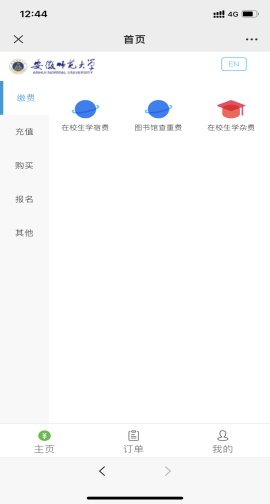 12:44
4G
首页
安徽师范大学
ANHUI NORMAL UNIVERSITY
EN
缴费
充值
购买
报名
其他
在校生学宿费
图书馆查重费
在校生学杂费
主页
订单
我的